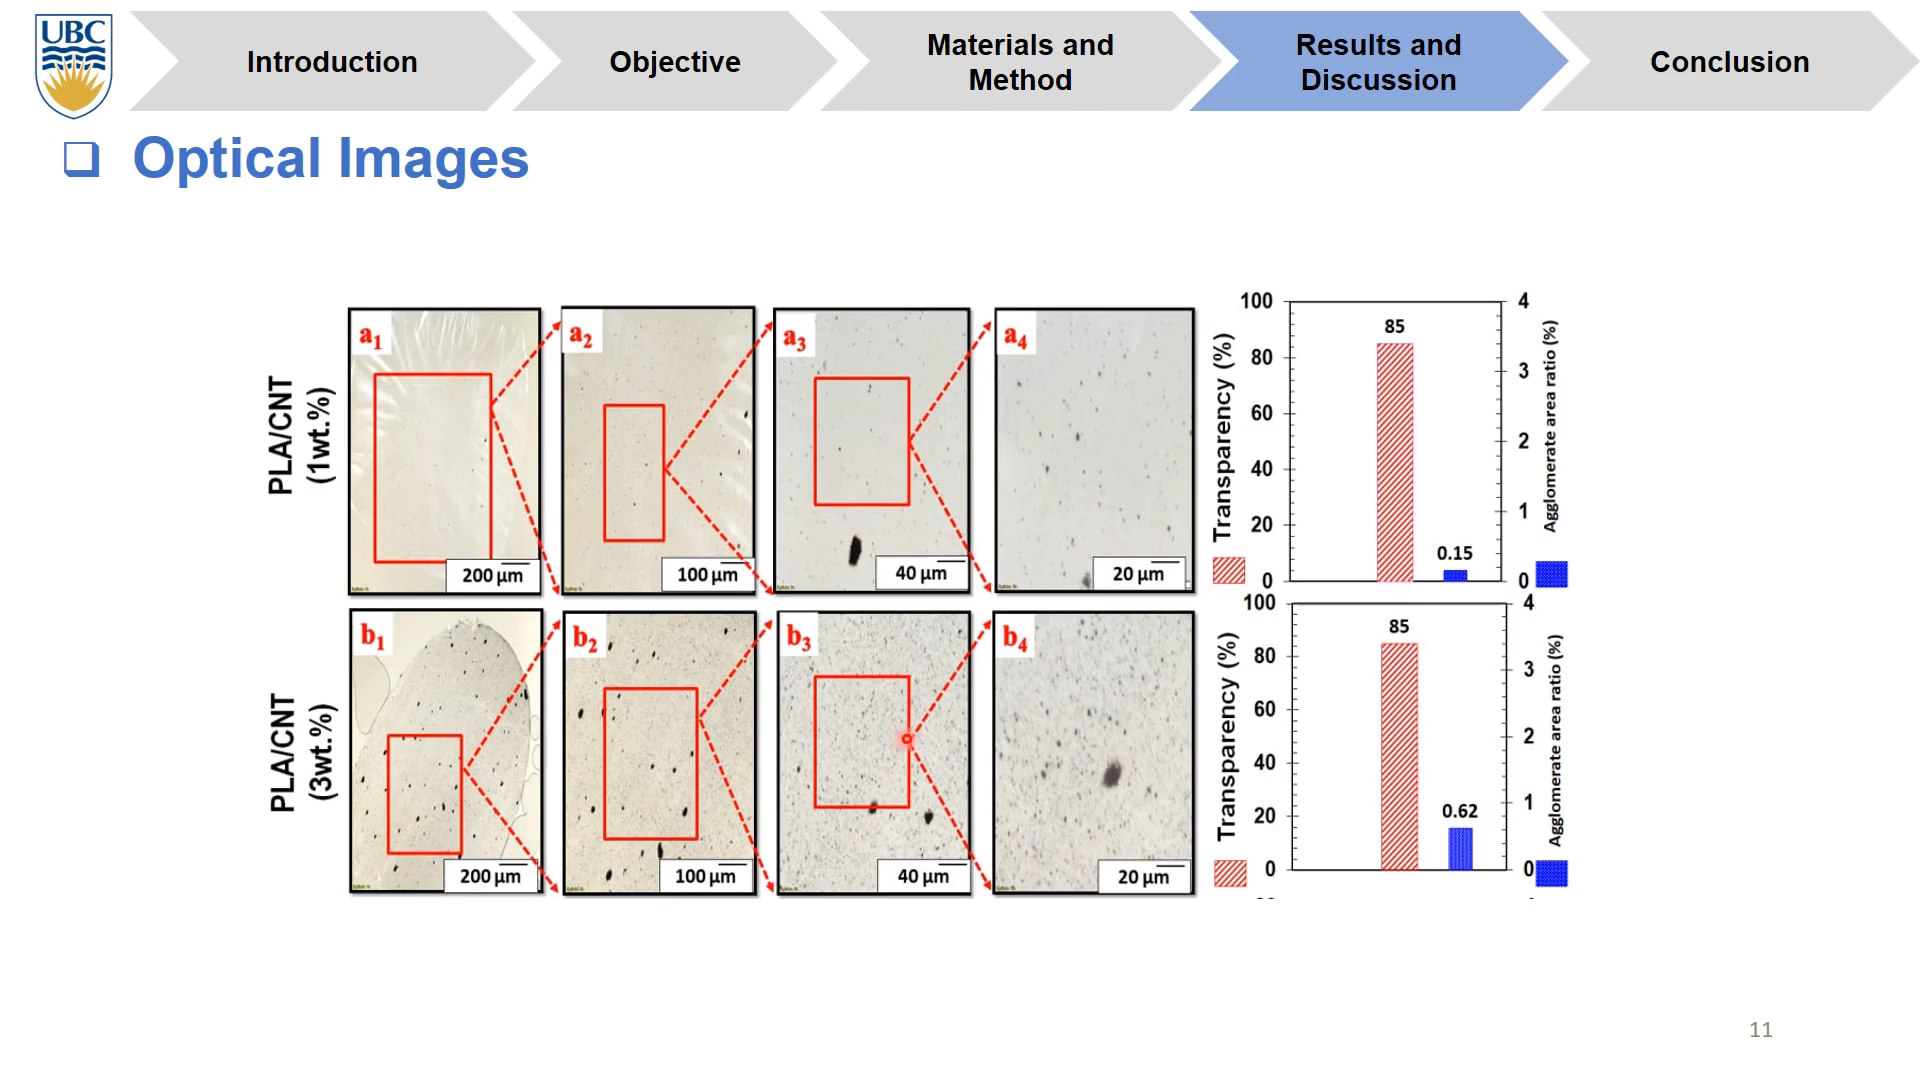 UBC
Introduction
Objective
Materials and
Method
Results and
Discussion
Conclusion
❑ Optical Images
PLA/CNT
(1wt.%)
a1
200 µm
a2
100 µm
a3
40 µm
a4
20 µm
Transparency (%)
100
80
60
40
20
0
85
0.15
4
3
2
1
0
Agglomerate area ratio (%)
PLA/CNT
(3wt.%)
b1
200 µm
b2
100 µm
b3
40 µm
b4
20 µm
Transparency (%)
100
80
60
40
20
0
85
0.62
4
3
2
1
0
Agglomerate area ratio (%)
11